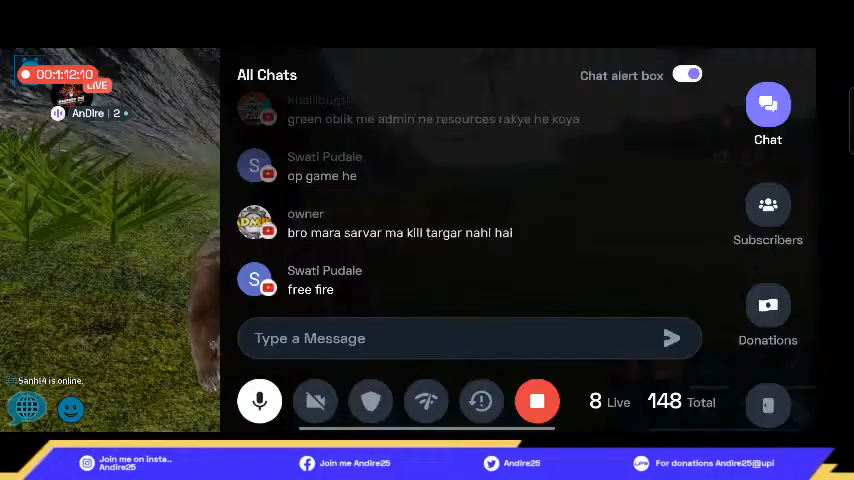 00:1:12:10
LIVE
AnDIre | 2
All Chats
Chat alert box
khalibugti
green oblik me admin ne resources rakye he koya
Swati Pudale
op game he
owner
bro mara sarvar ma kill targar nahi hai
Swati Pudale
free fire
Type a Message
Chat
Subscribers
Donations
Sanhi4 is online.
8 Live 148 Total
Join me on insta..
Andire25
Join me Andire25
Andire25
For donations Andire25@upi